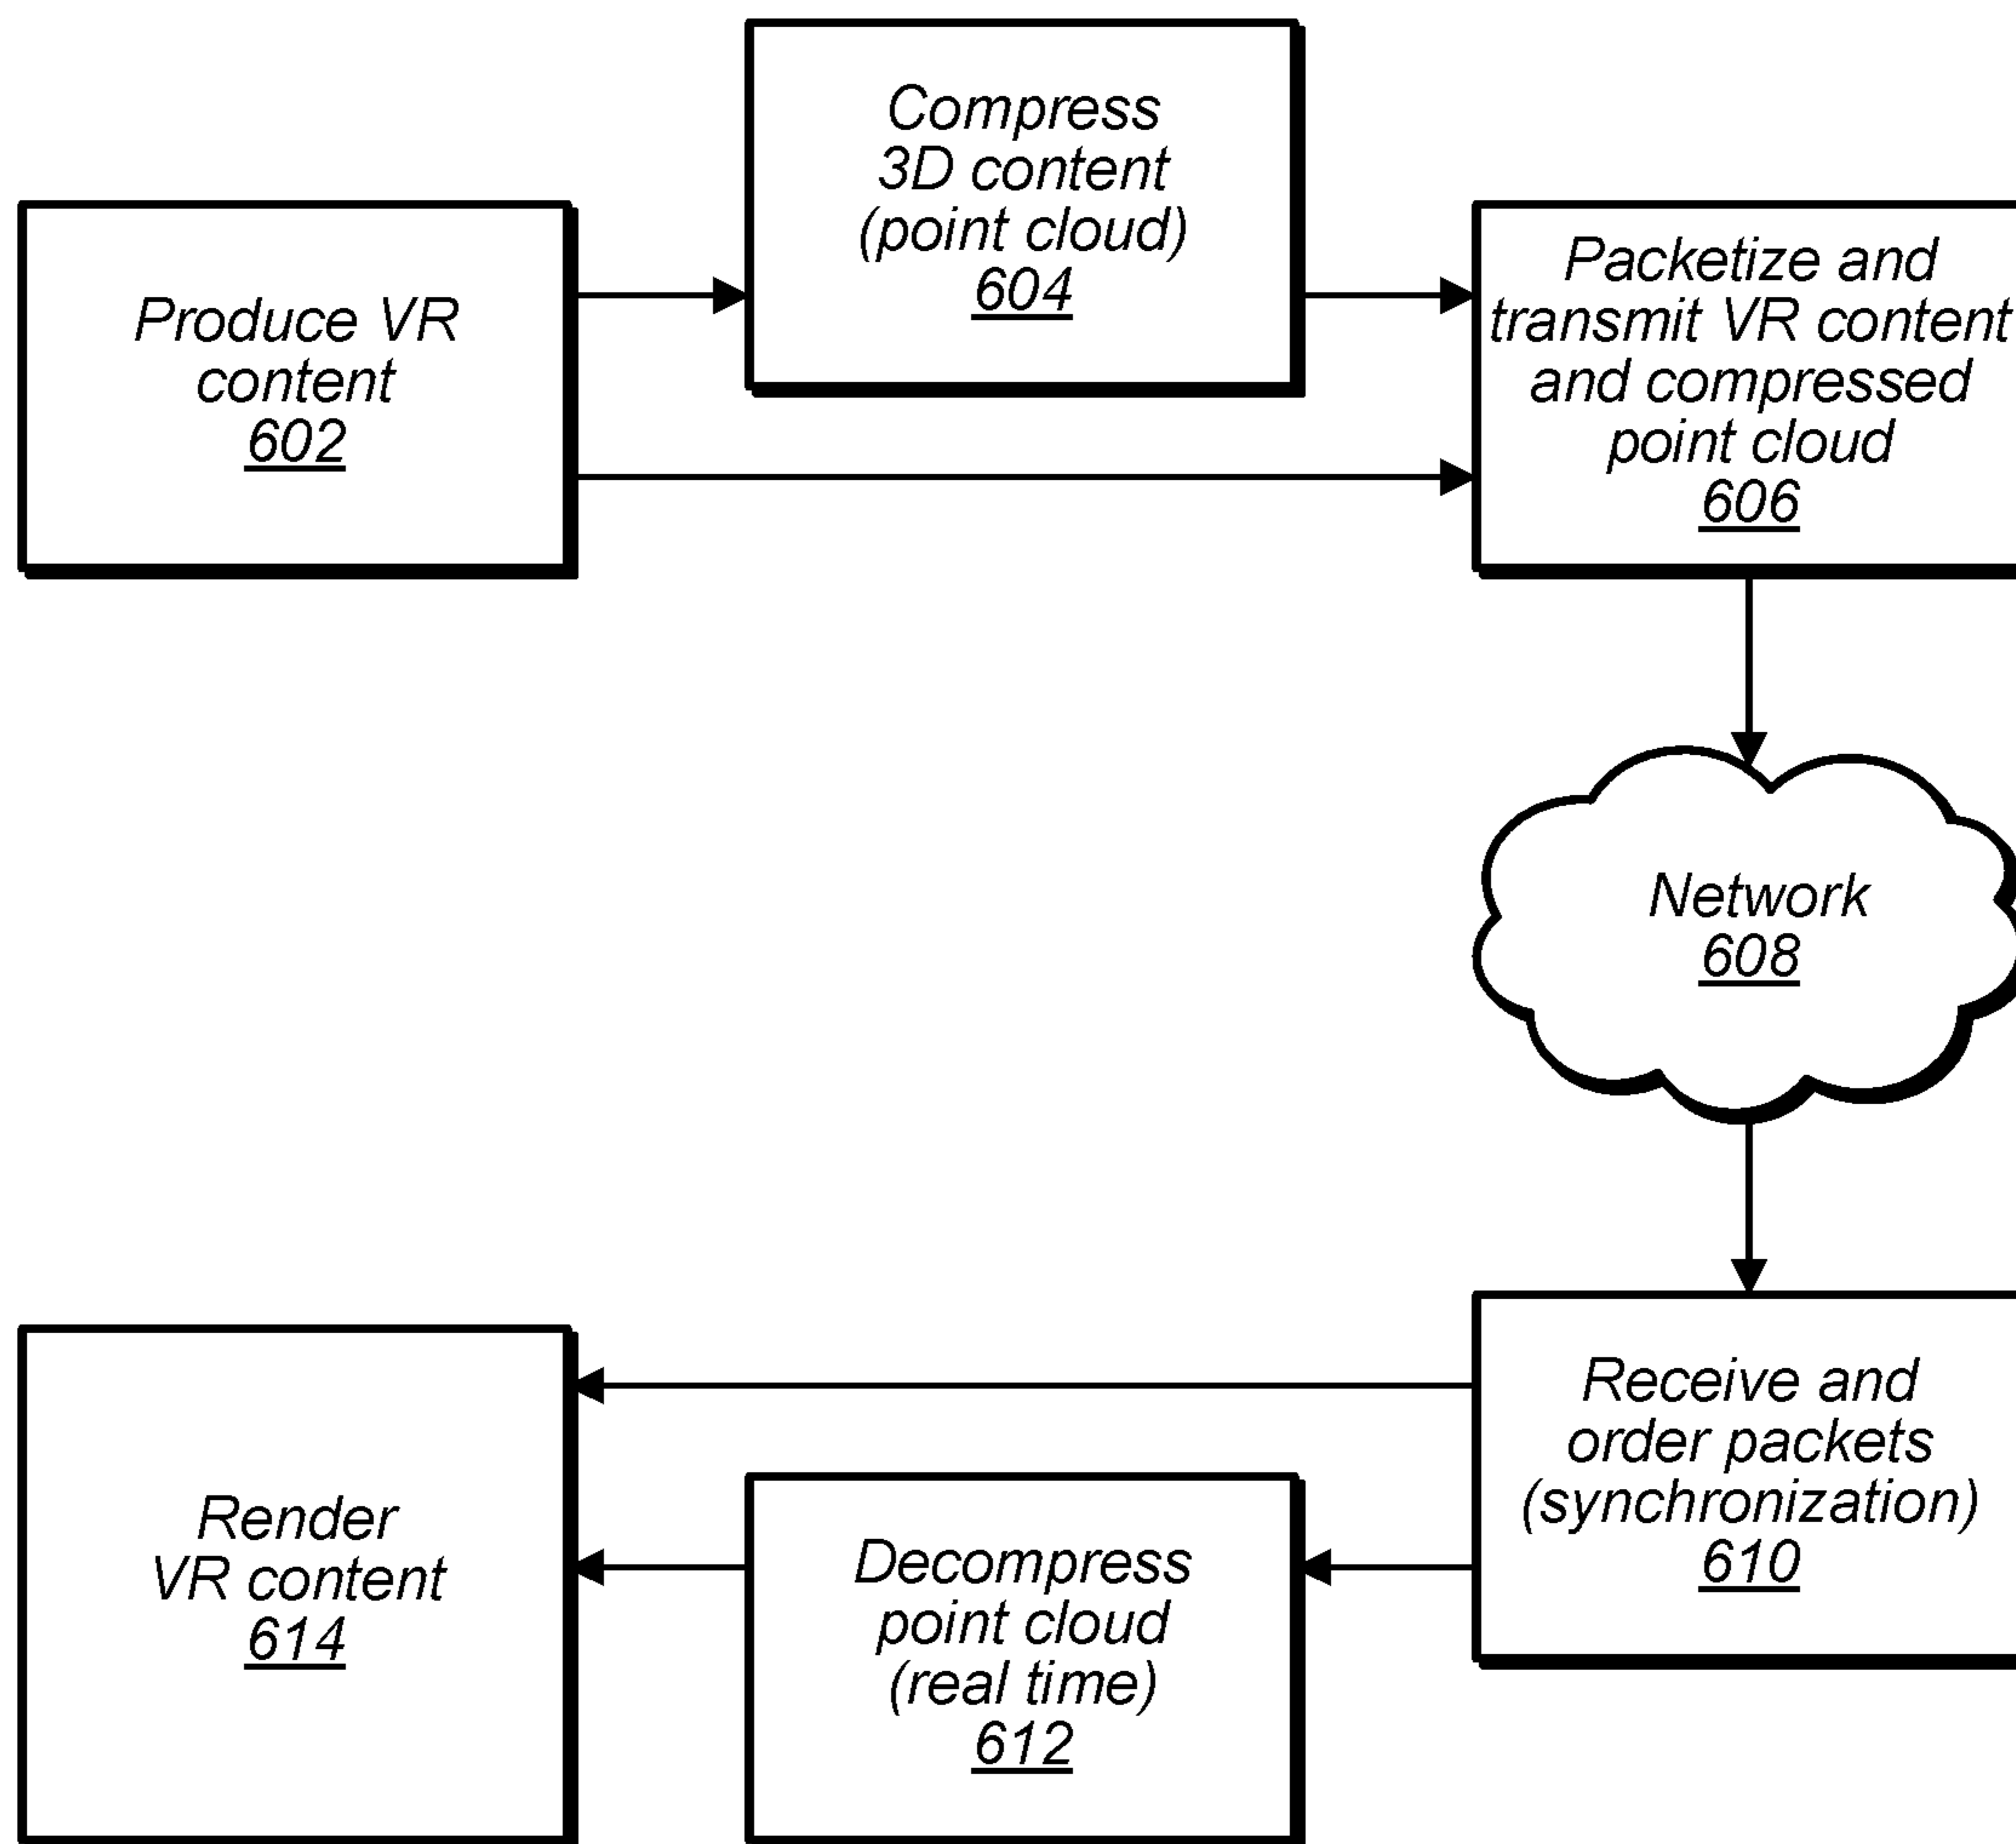 Compress
3D content
(point cloud)
604
Produce VR
content
602
Packetize and
transmit VR content
and compressed
point cloud
606
Network
608
Receive and
order packets
(synchronization)
610
Decompress
point cloud
(real time)
612
Render
VR content
614